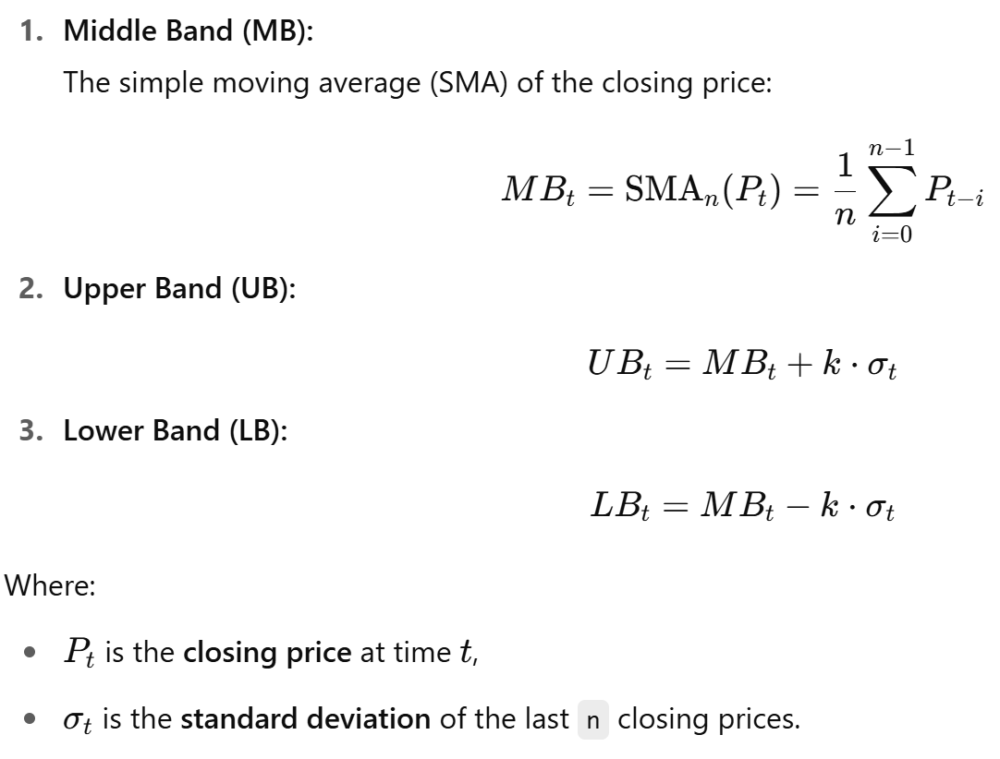 1. Middle Band (MB):
The simple moving average (SMA) of the closing price:
$MB_t = \text{SMA}_n(P_t) = \frac{1}{n} \sum_{i=0}^{n-1} P_{t-i}$
2. Upper Band (UB):
$UB_t = MB_t + k \cdot \sigma_t$
3. Lower Band (LB):
$LB_t = MB_t - k \cdot \sigma_t$
Where:
• $P_t$ is the closing price at time $t$,
• $\sigma_t$ is the standard deviation of the last n closing prices.